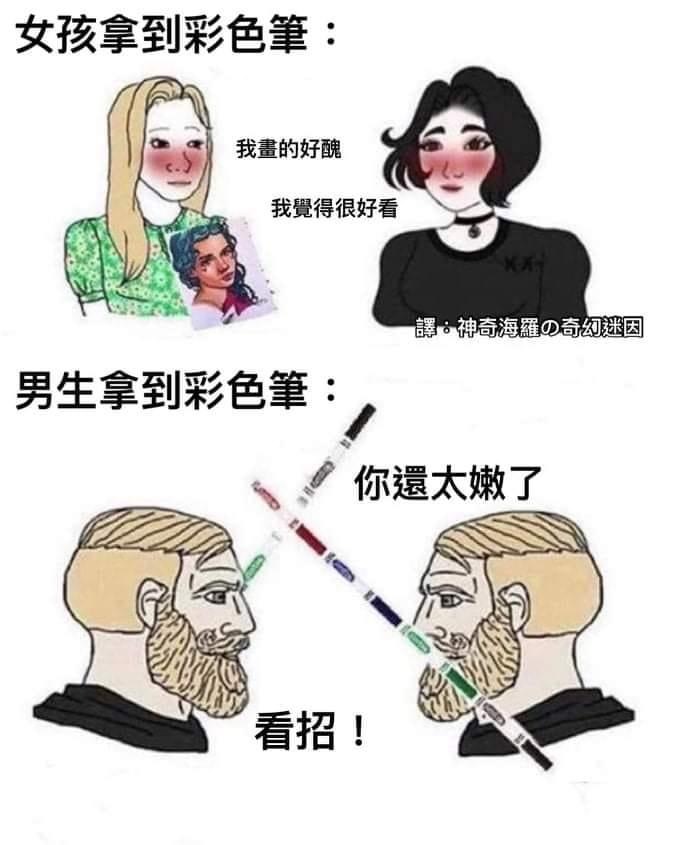 女孩拿到彩色筆：
我畫的好醜
我覺得很好看
譯：神奇海羅の奇幻迷因
男生拿到彩色筆：
你還太嫩了
看招！